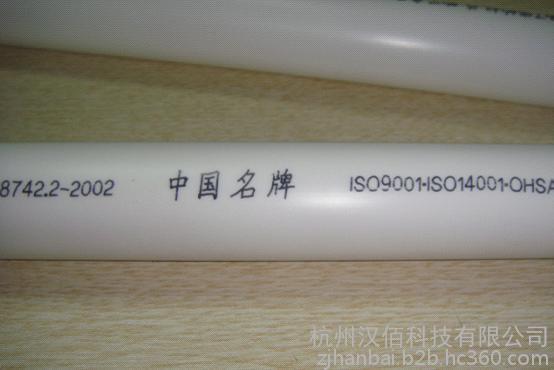 8742.2-2002 中国名牌 ISO9001·ISO14001·OHSA
杭州汉佰科技有限公司
zjhanbai.b2b.hc360.com